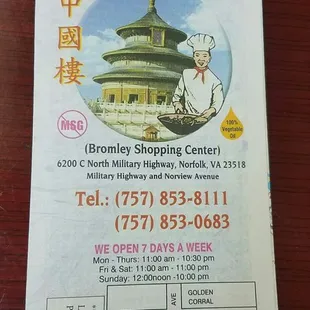 中國樓
MSG
100%
Vegetable
Oil
(Bromley Shopping Center)
6200 C North Military Highway, Norfolk, VA 23518
Military Highway and Norview Avenue
Tel.: (757) 853-8111
(757) 853-0683
WE OPEN 7 DAYS A WEEK
Mon - Thurs: 11:00 am - 10:30 pm
Fri & Sat: 11:00 am - 11:00 pm
Sunday: 12:00noon -10:00 pm
AVE
GOLDEN
CORRAL